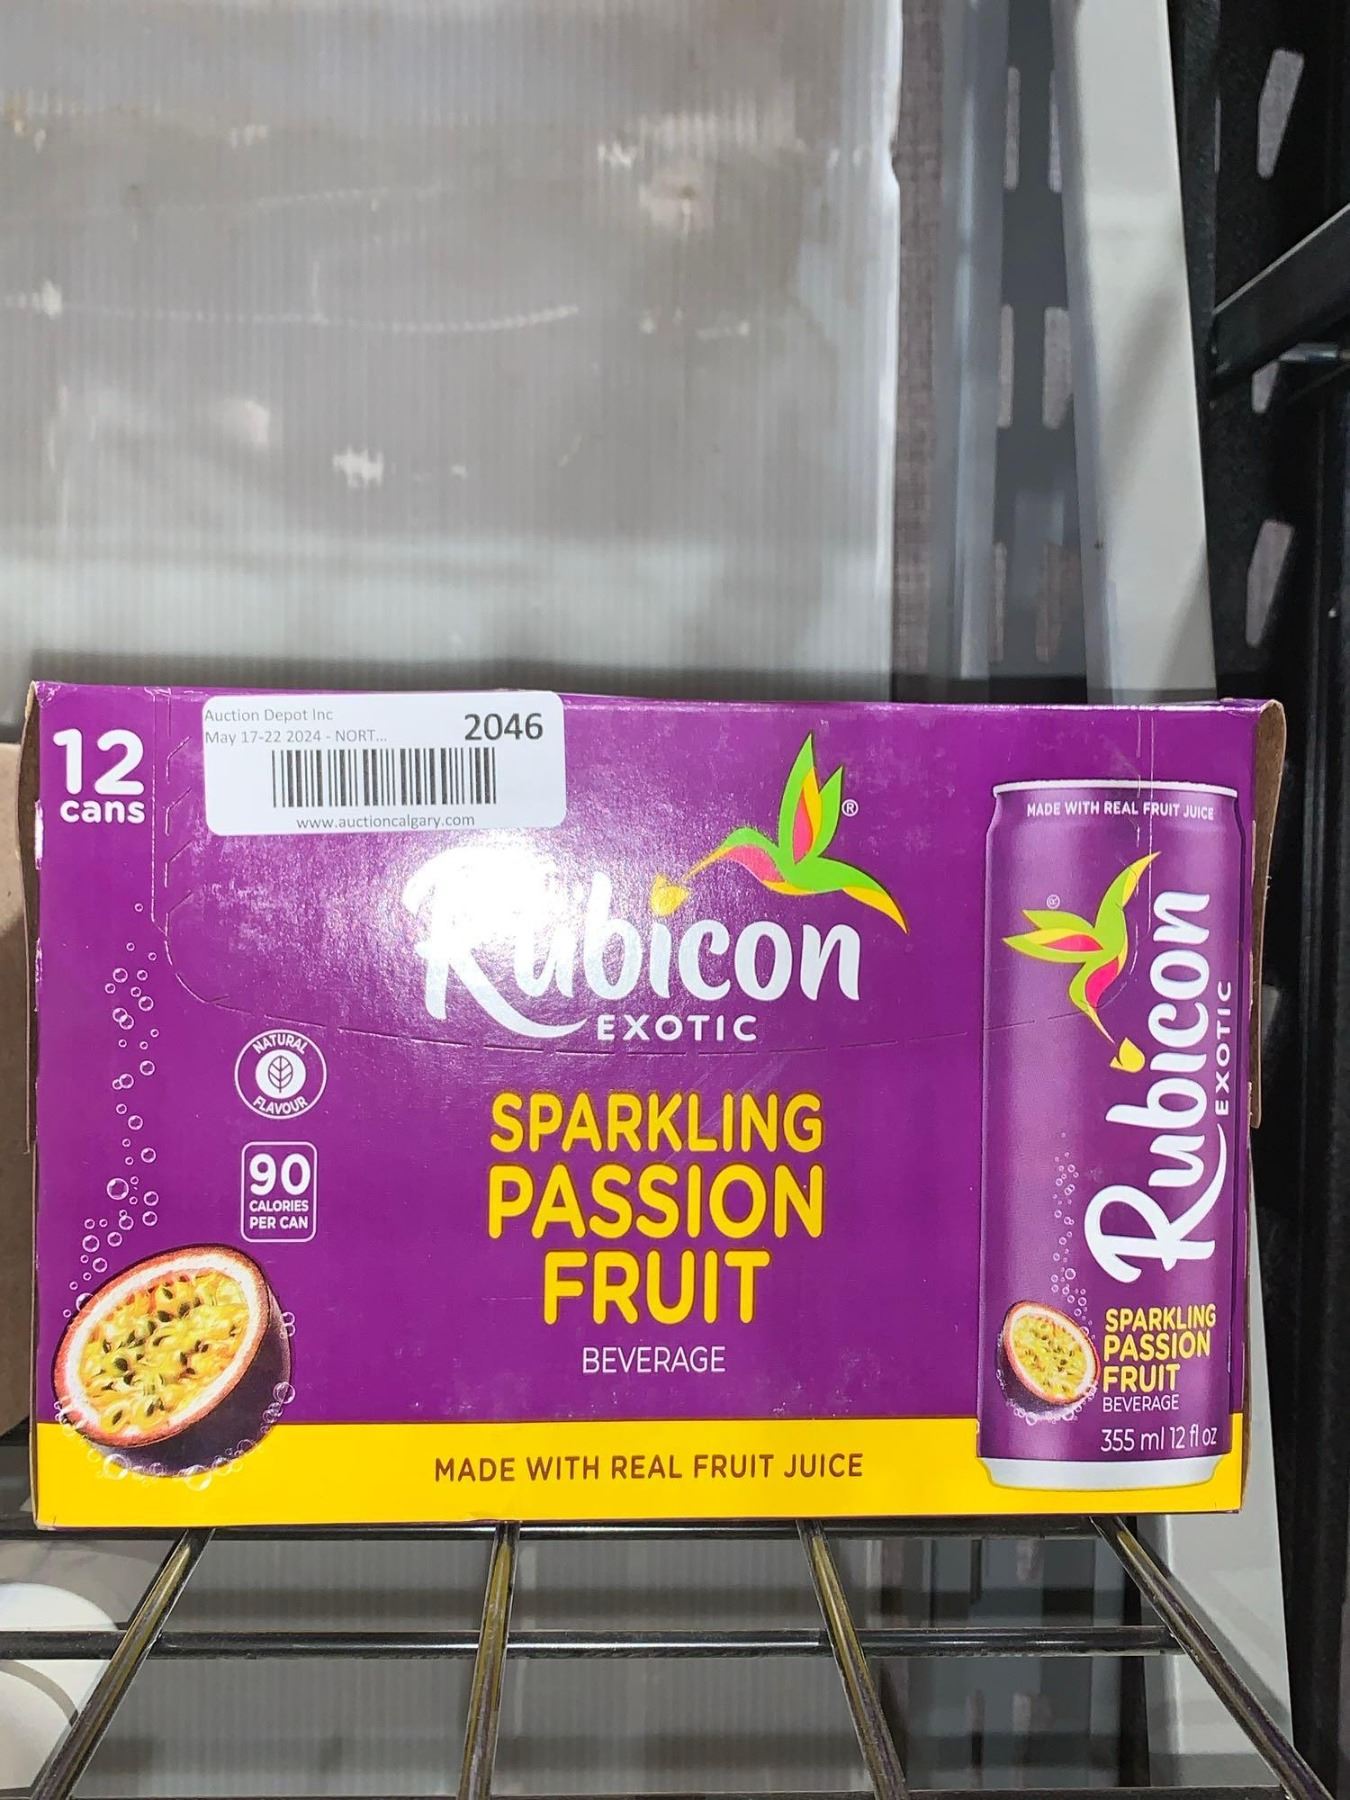 12
cans
Auction Depot Inc
2046
May 17-22 2024 - NORT...
www.auctioncalgary.com
Rubicon
®
EXOTIC
NATURAL
FLAVOUR
90
CALORIES
PER CAN
SPARKLING
PASSION
FRUIT
BEVERAGE
MADE WITH REAL FRUIT JUICE
MADE WITH REAL FRUIT JUICE
®
Rubicon
EXOTIC
SPARKLING
PASSION
FRUIT
BEVERAGE
355 ml 12 fl oz